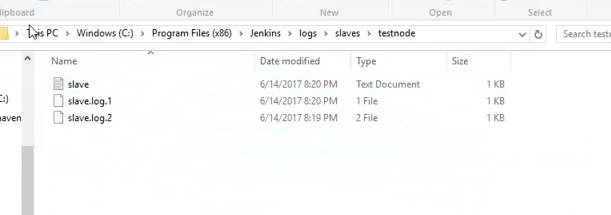 lipboard Organize New Open Select
This PC > Windows (C:) > Program Files (x86) > Jenkins > logs > slaves > testnode Search testn
Name Date modified Type Size
slave 6/14/2017 8:20 PM Text Document 1 KB
C:) slave.log.1 6/14/2017 8:20 PM 1 File 1 KB
naven slave.log.2 6/14/2017 8:19 PM 2 File 1 KB